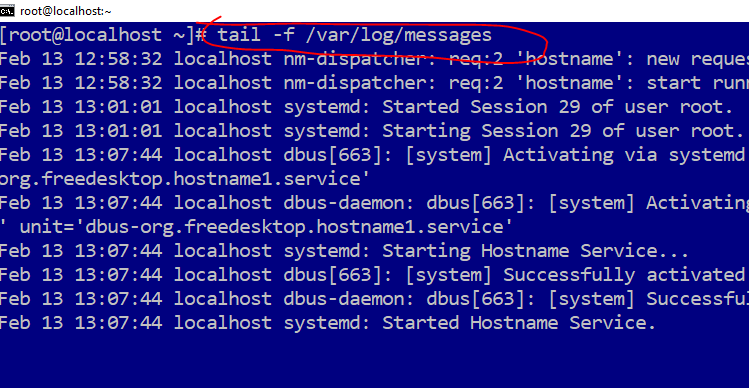 root@localhost:~
[root@localhost ~]# tail -f /var/log/messages
Feb 13 12:58:32 localhost nm-dispatcher: req:2 'hostname': new reques
Feb 13 12:58:32 localhost nm-dispatcher: req:2 'hostname': start runn
Feb 13 13:01:01 localhost systemd: Started Session 29 of user root.
Feb 13 13:01:01 localhost systemd: Starting Session 29 of user root.
Feb 13 13:07:44 localhost dbus[663]: [system] Activating via systemd
org.freedesktop.hostname1.service'
Feb 13 13:07:44 localhost dbus-daemon: dbus[663]: [system] Activating
' unit='dbus-org.freedesktop.hostname1.service'
Feb 13 13:07:44 localhost systemd: Starting Hostname Service...
Feb 13 13:07:44 localhost dbus[663]: [system] Successfully activated
Feb 13 13:07:44 localhost dbus-daemon: dbus[663]: [system] Successfu
Feb 13 13:07:44 localhost systemd: Started Hostname Service.